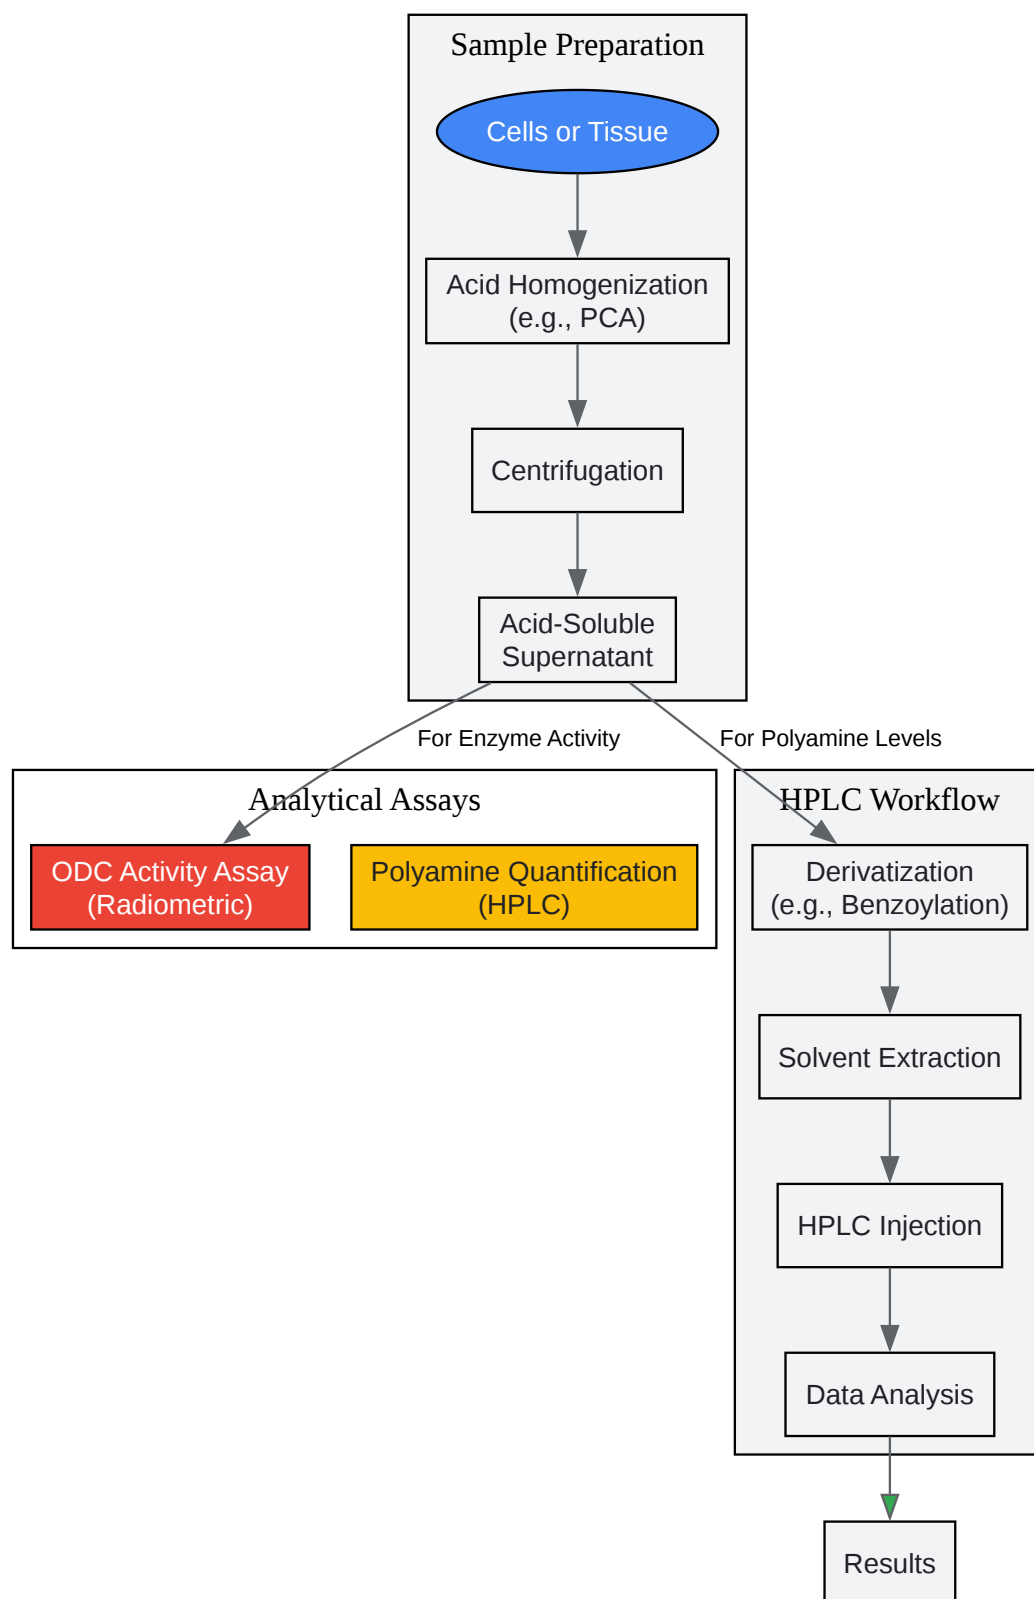 Sample Preparation
Cells or Tissue
Acid Homogenization
(e.g., PCA)
Centrifugation
Acid-Soluble
Supernatant
For Enzyme Activity
For Polyamine Levels
Analytical Assays
ODC Activity Assay
(Radiometric)
Polyamine Quantification
(HPLC)
HPLC Workflow
Derivatization
(e.g., Benzoylation)
Solvent Extraction
HPLC Injection
Data Analysis
Results